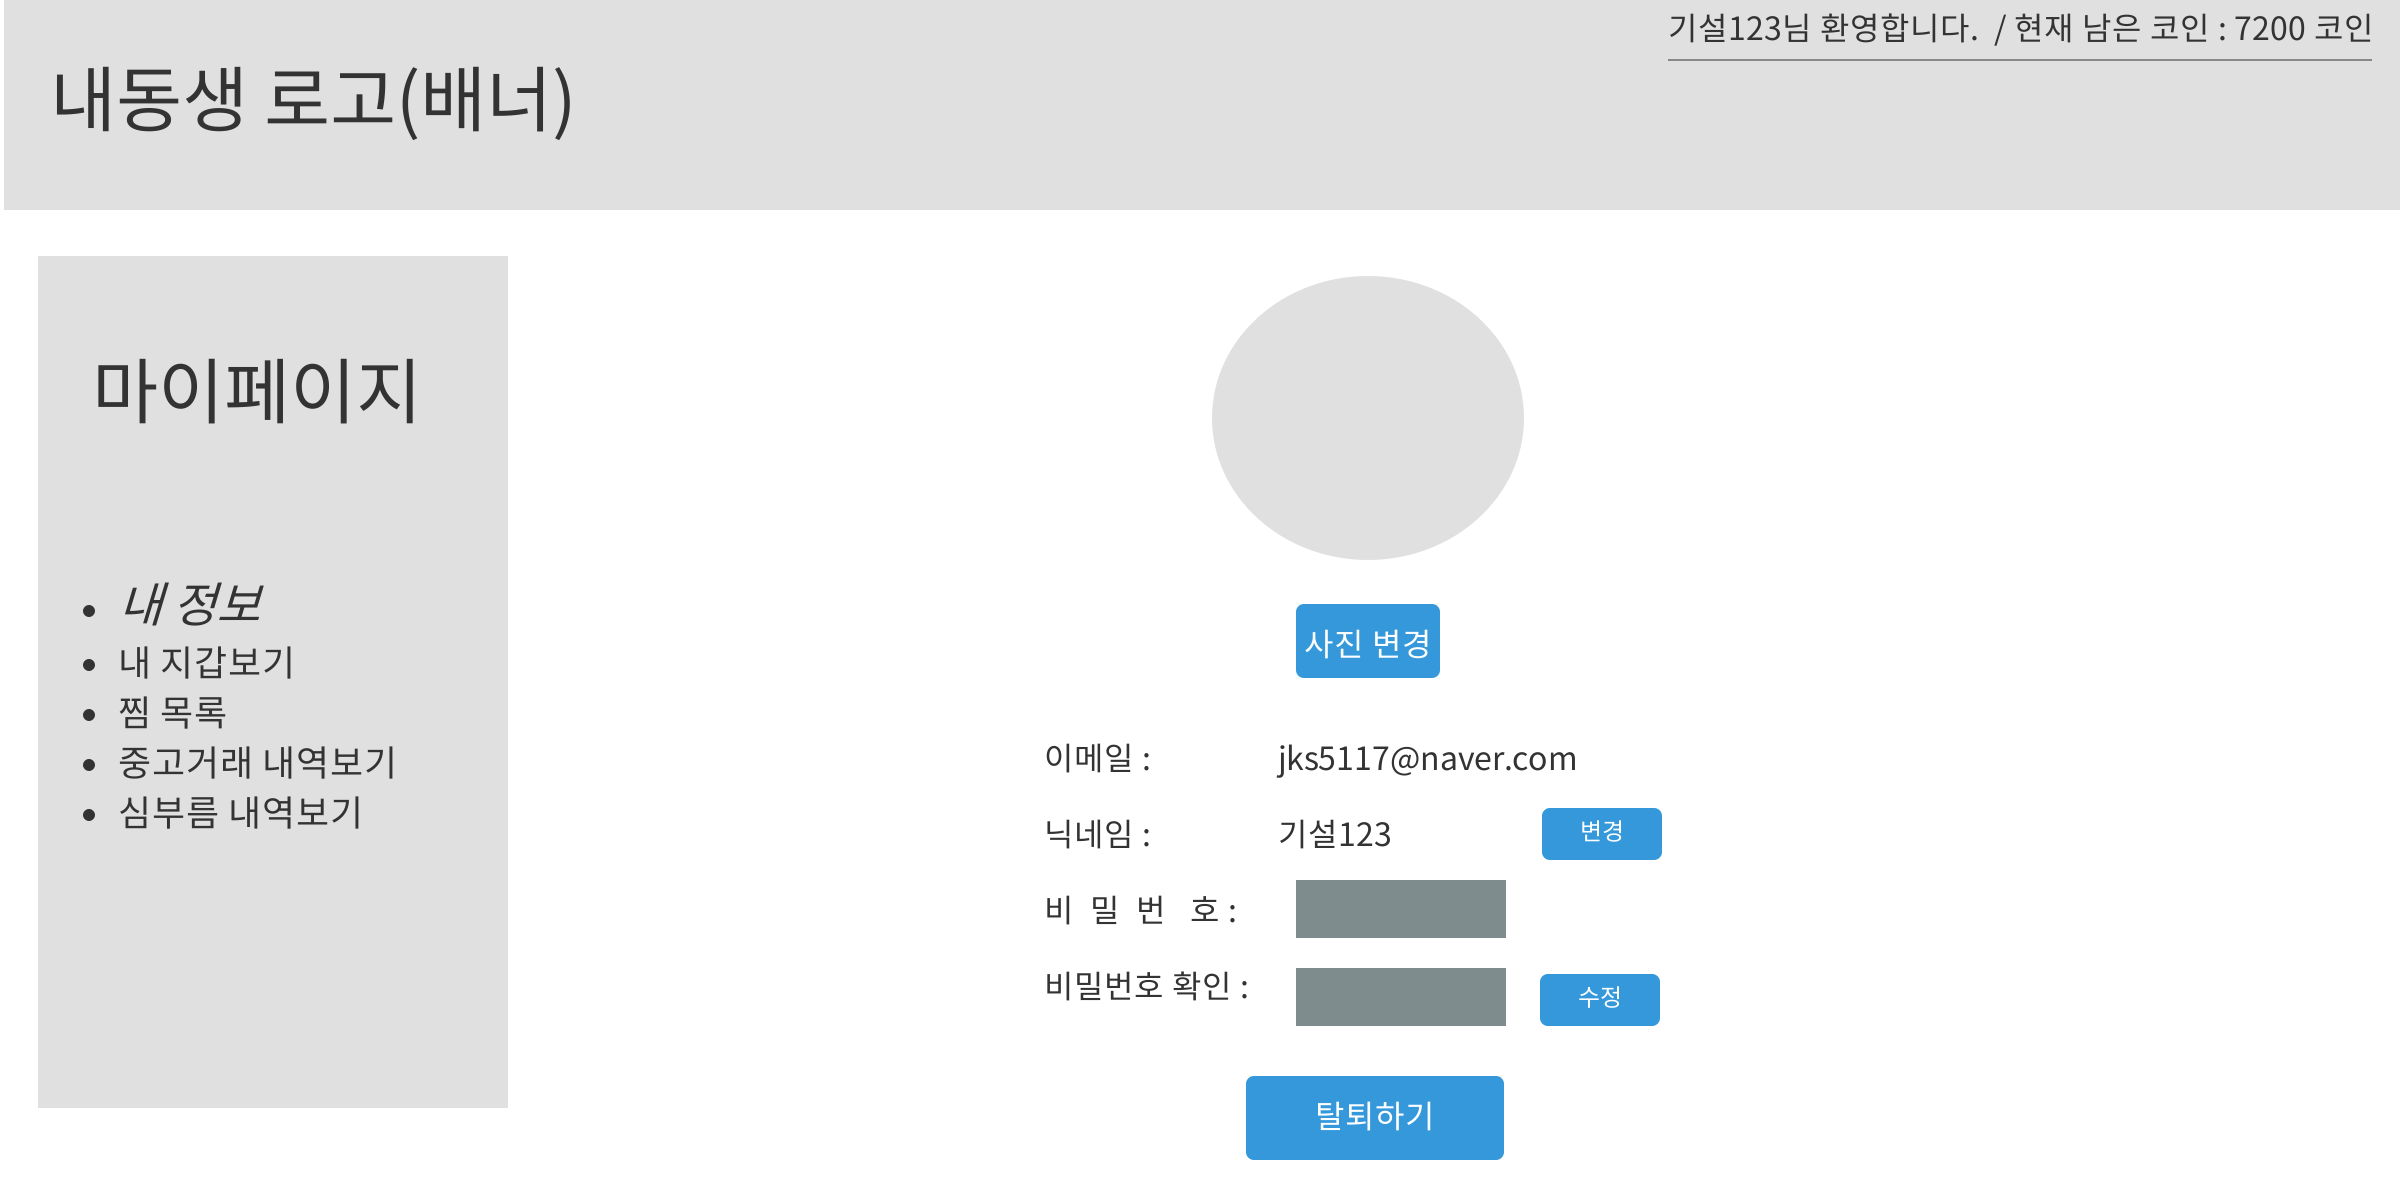 기설123님 환영합니다. / 현재 남은 코인 : 7200 코인
내동생 로고(배너)
마이페이지
내 정보
내 지갑보기
찜 목록
중고거래 내역보기
심부름 내역보기
사진 변경
이메일 : jks5117@naver.com
닉네임 : 기설123 변경
비 밀 번 호 :
비밀번호 확인 : 수정
탈퇴하기